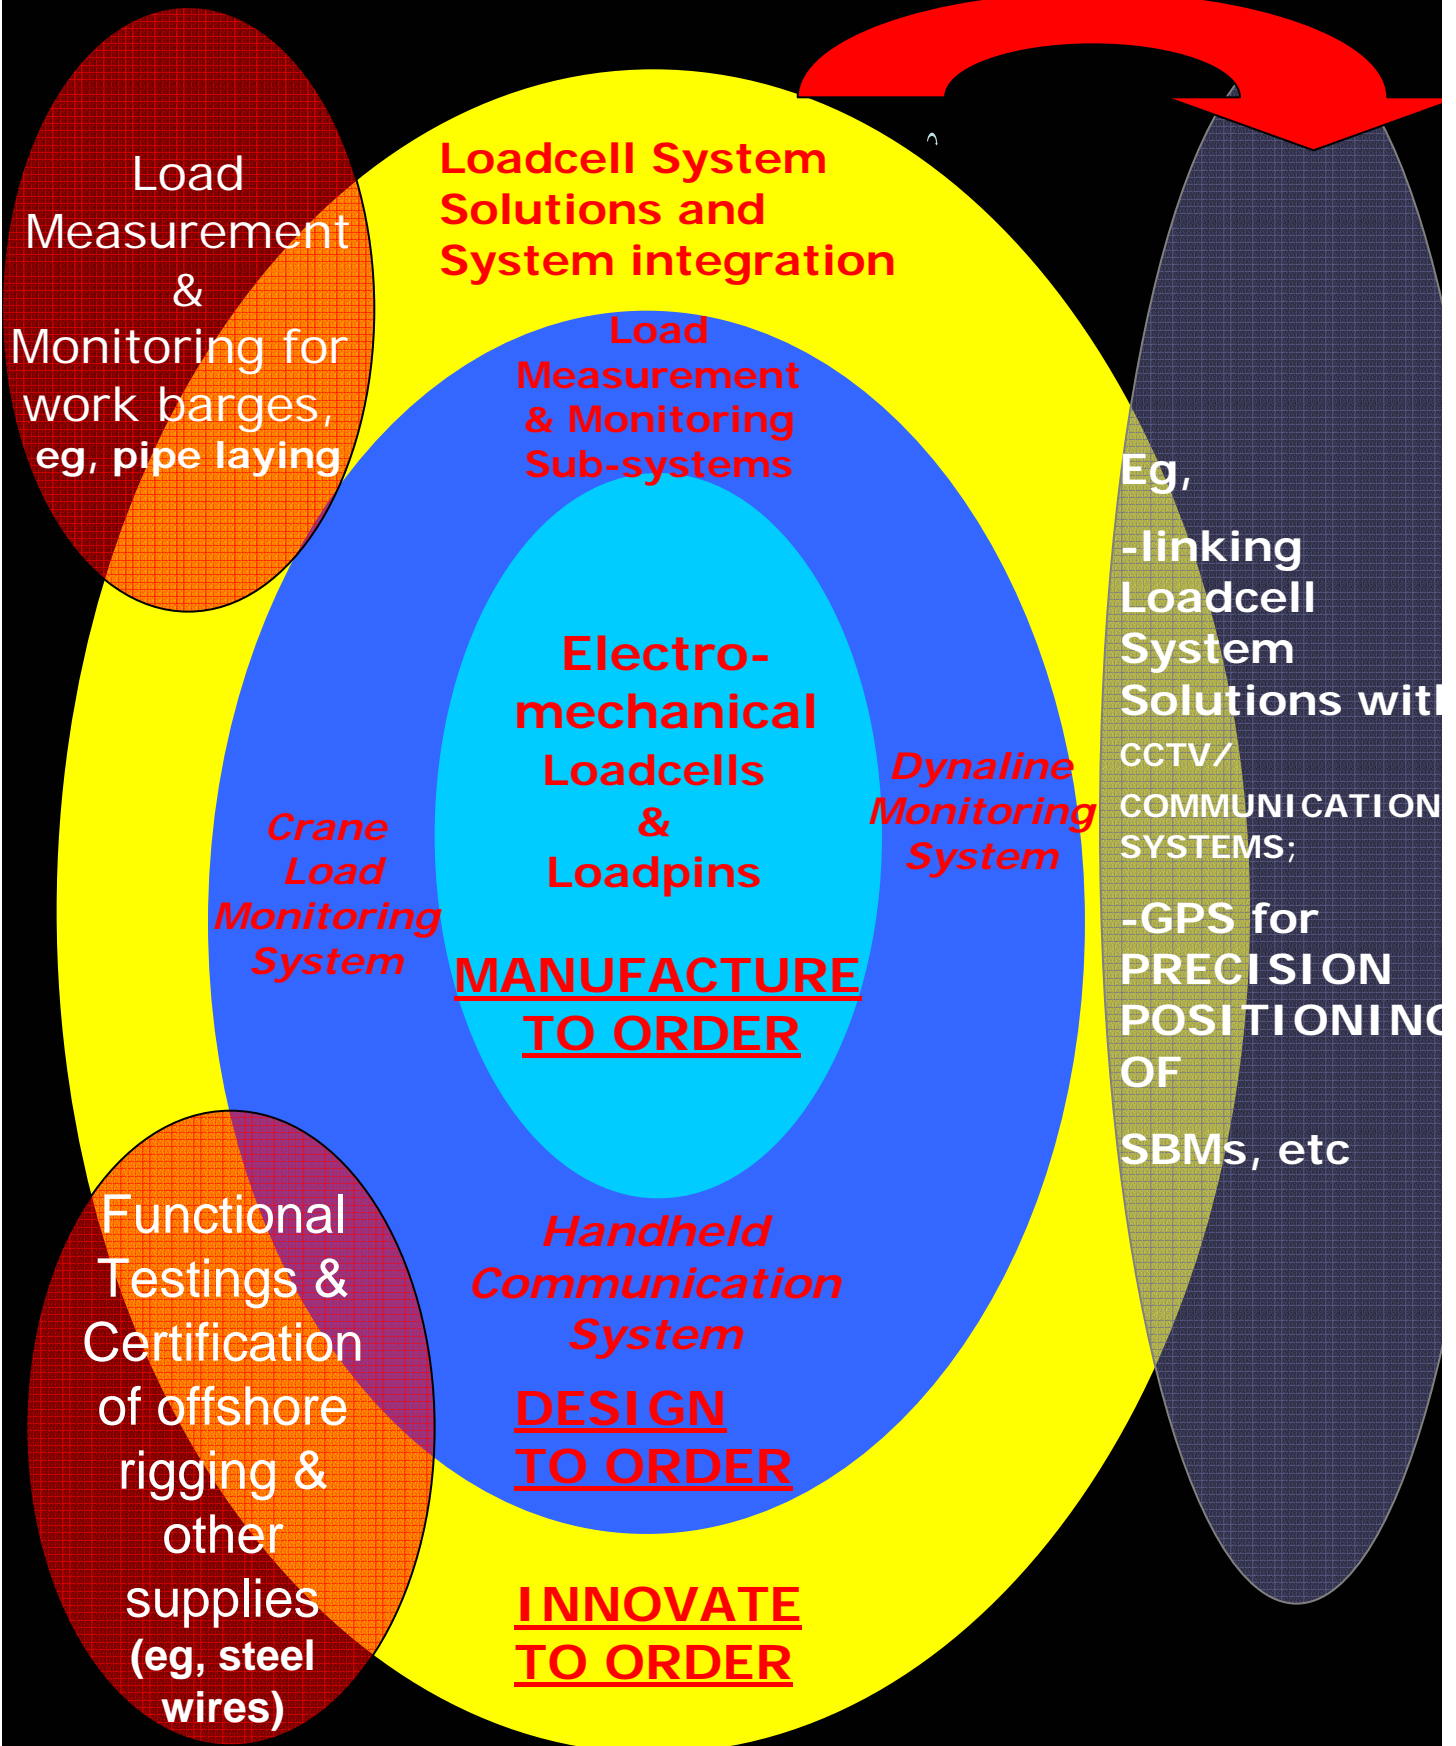 Load
Measurement
&
Monitoring for
work barges,
eg, pipe laying
Loadcell System
Solutions and
System integration
Load
Measurement
& Monitoring
Sub-systems
Electro-
mechanical
Loadcells
&
Loadpins
MANUFACTURE
TO ORDER
Crane
Load
Monitoring
System
Dynaline
Monitoring
System
Handheld
Communication
System
DESIGN
TO ORDER
INNOVATE
TO ORDER
Functional
Testings &
Certification
of offshore
rigging &
other
supplies
(eg, steel
wires)
Eg,
-linking
Loadcell
System
Solutions with
CCTV/
COMMUNICATION
SYSTEMS;
-GPS for
PRECISION
POSITIONING
OF
SBMs, etc